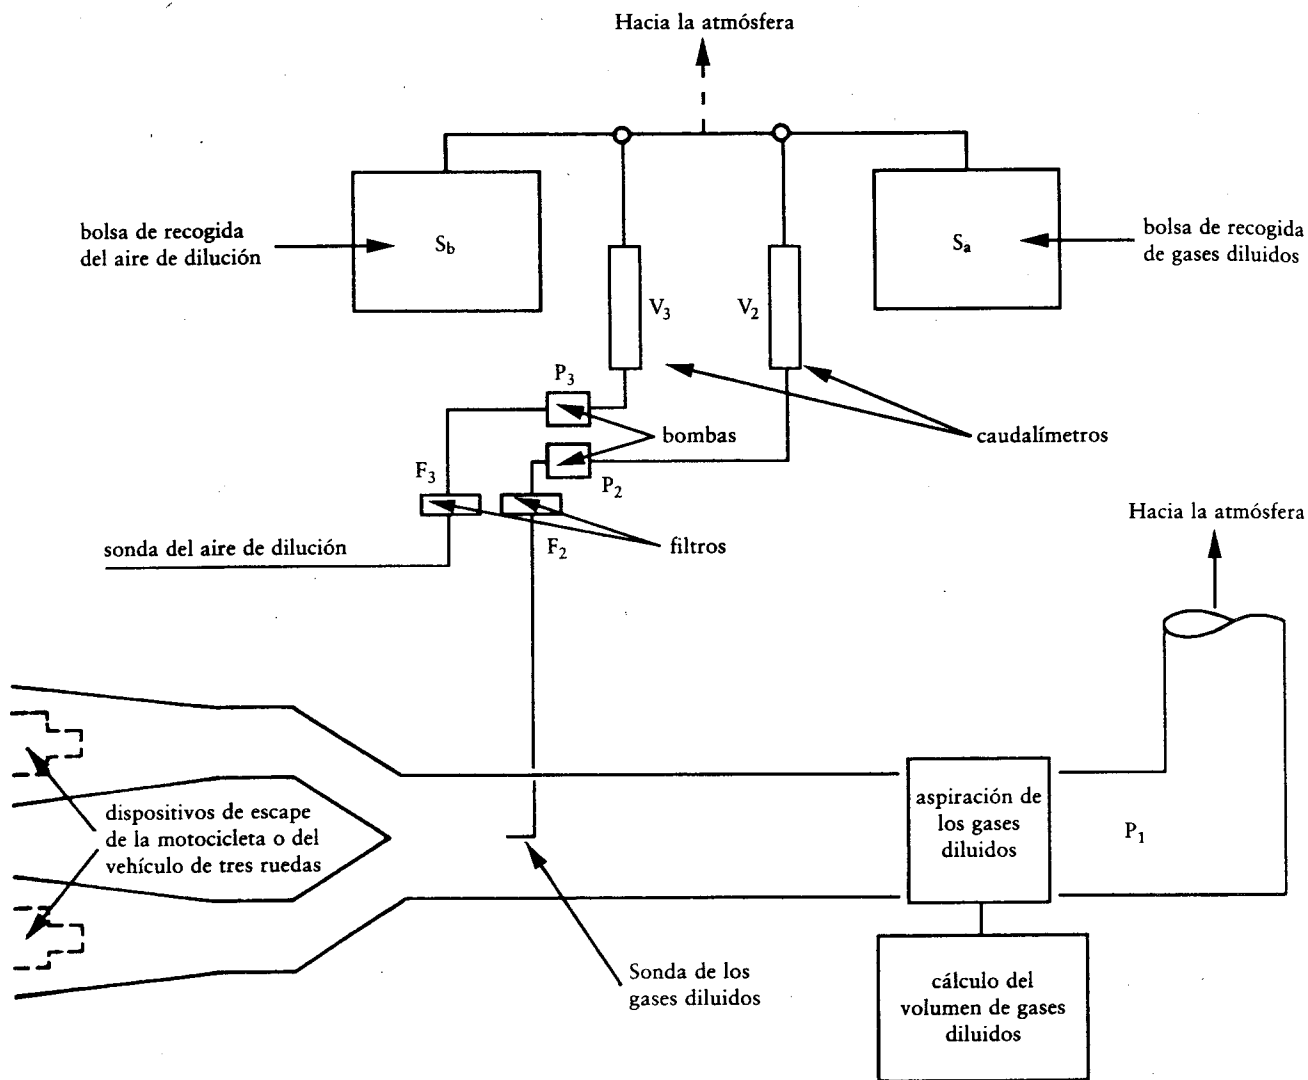 Hacia la atmósfera
bolsa de recogida
del aire de dilución
Sb
Sa
bolsa de recogida
de gases diluidos
V3
V2
P3
bombas
caudalímetros
F3
P2
Hacia la atmósfera
sonda del aire de dilución
F2
filtros
dispositivos de escape
de la motocicleta o del
vehículo de tres ruedas
aspiración de
los gases
diluidos
P1
Sonda de los
gases diluidos
cálculo del
volumen de gases
diluidos